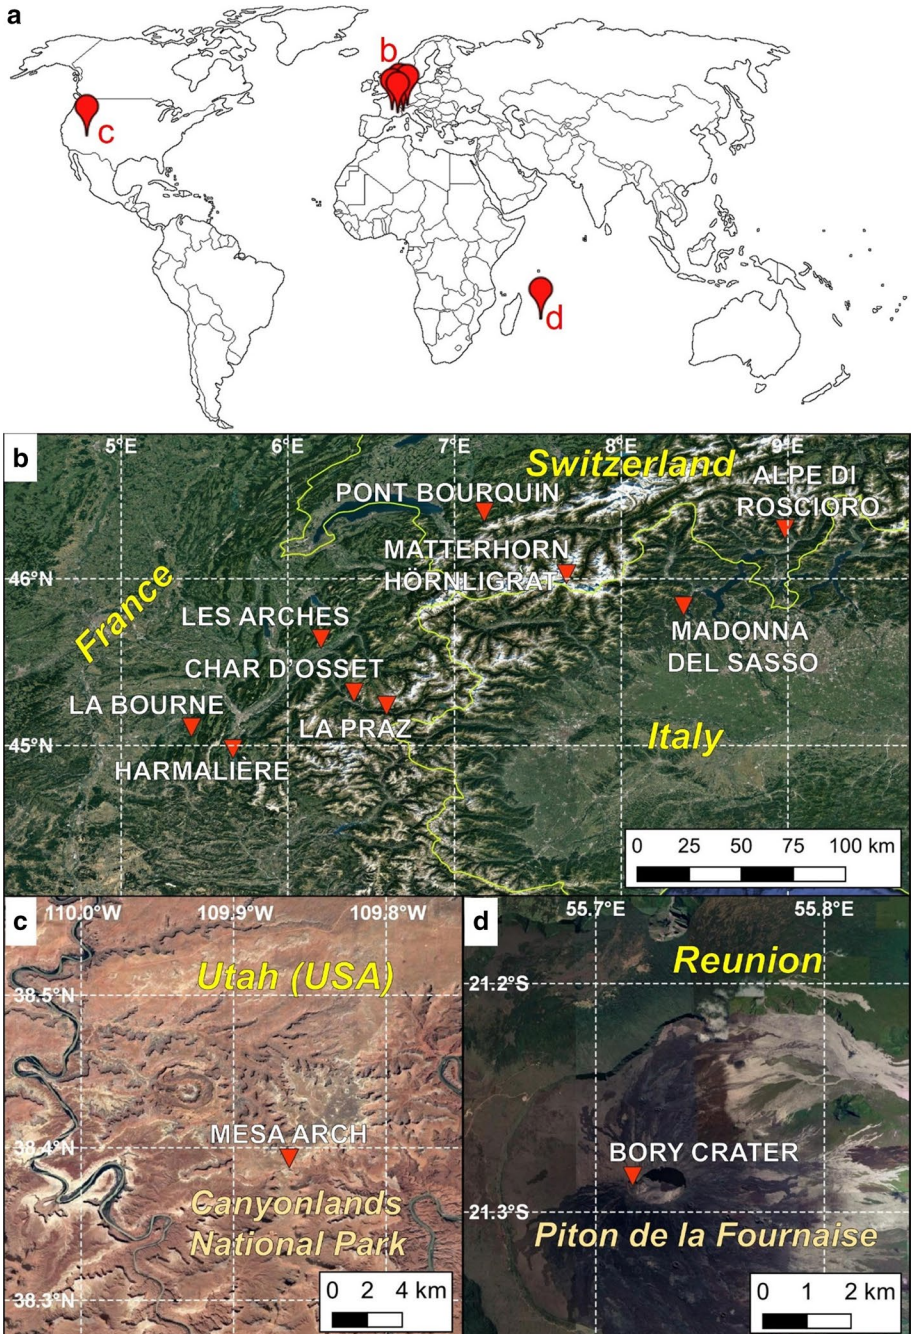 a
b
c
d
b
5°E 6°E 7°E 8°E 9°E
Switzerland
ALPE DI
ROSCIORO
PONT BOURQUIN
MATTERHORN
HÖRNLIGRAT
46°N
France
LES ARCHES
MADONNA
DEL SASSO
CHAR D'OSSET
LA BOURNE
LA PRAZ
Italy
45°N
HARMALIÈRE
0 25 50 75 100 km
c
110.0°W 109.9°W 109.8°W
Utah (USA)
38.5°N
MESA ARCH
38.4°N
Canyonlands
National Park
38.3°N
0 2 4 km
d
55.7°E 55.8°E
Reunion
21.2°S
BORY CRATER
21.3°S
Piton de la Fournaise
0 1 2 km